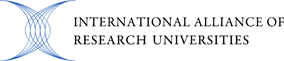 INTERNATIONAL ALLIANCE OF
RESEARCH UNIVERSITIES